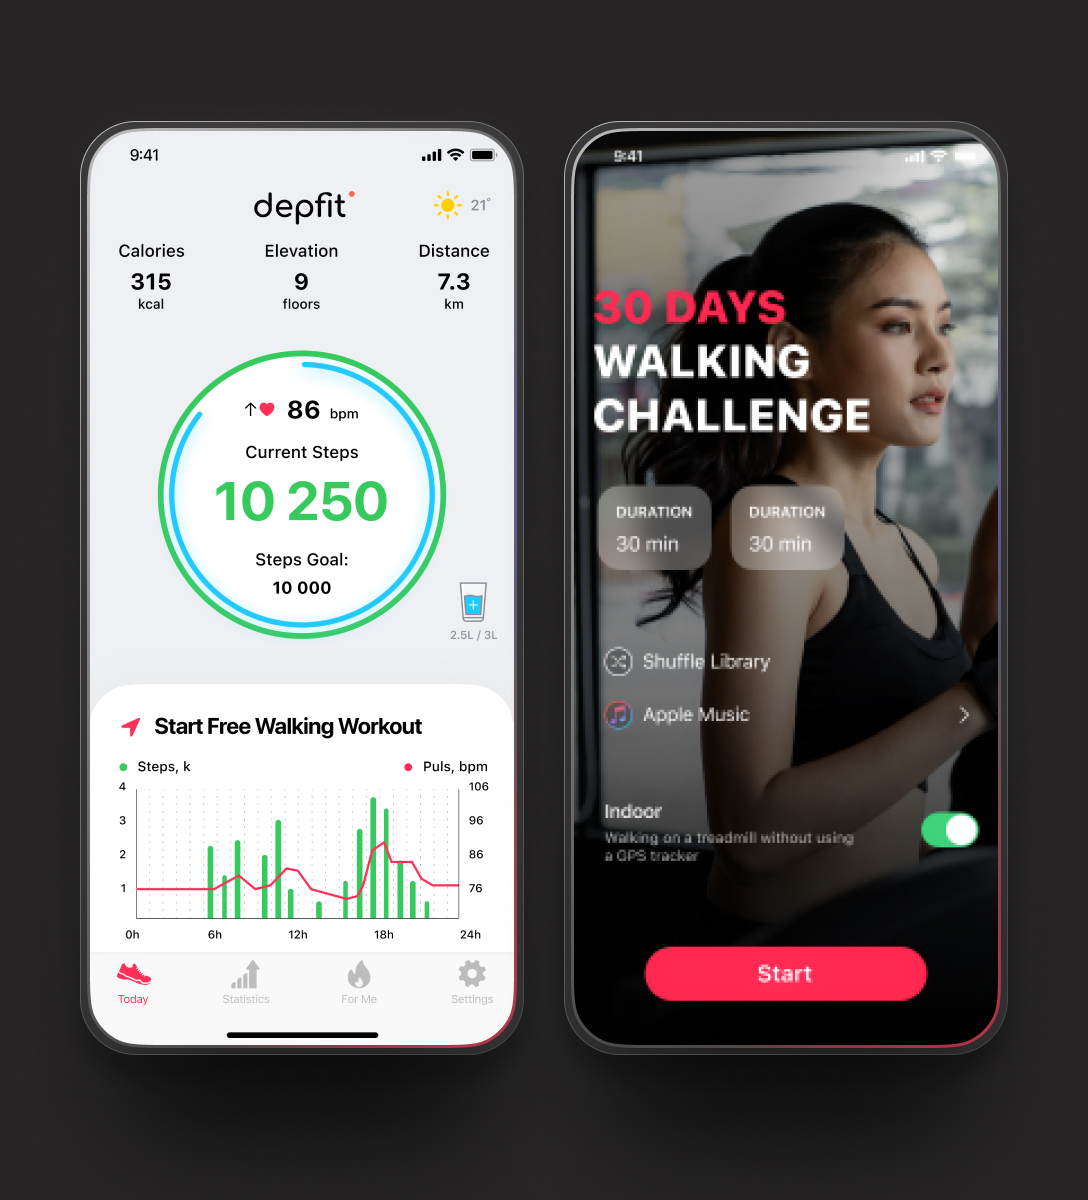 9:41
depfit
21°
Calories Elevation Distance
315 9 7.3
kcal floors km
86 bpm
Current Steps
10 250
Steps Goal:
10 000
2.5L / 3L
Start Free Walking Workout
Steps, k Puls, bpm
4 106
3 96
2 86
1 76
0h 6h 12h 18h 24h
Today Statistics For Me Settings
9:41
30 DAYS
WALKING
CHALLENGE
DURATION DURATION
30 min 30 min
Shuffle Library
Apple Music
Indoor
Walking on a treadmill without using
a GPS tracker
Start